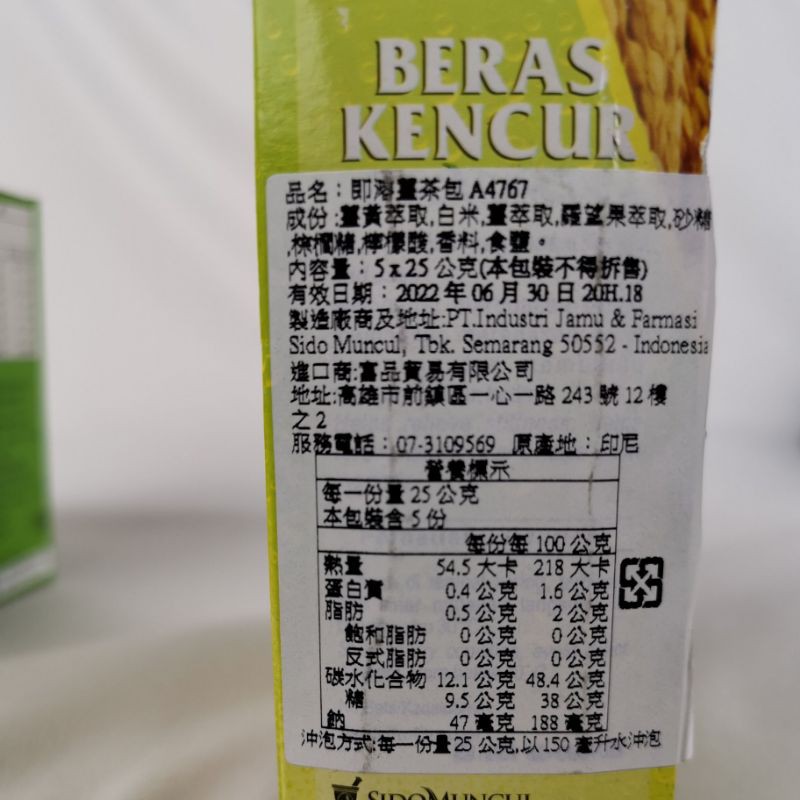 BERAS
KENCUR
品名：即溶薑茶包 A4767
成份 :薑黃萃取,白米,薑萃取,羅望果萃取,砂糖
,棕櫚糖,檸檬酸,香料,食鹽。
內容量：5 x 25 公克(本包裝不得拆售)
有效日期：2022 年 06 月 30 日 20H.18
製造廠商及地址:PT.Industri Jamu & Farmasi
Sido Muncul, Tbk. Semarang 50552 - Indonesia
進口商:富品貿易有限公司
地址:高雄市前鎮區一心一路 243 號 12 樓
之 2
服務電話：07-3109569 原產地：印尼
營養標示
每一份量 25 公克
本包裝含 5 份
每份每 100 公克
熱量 54.5 大卡 218 大卡
蛋白質 0.4 公克 1.6 公克
脂肪 0.5 公克 2 公克
飽和脂肪 0 公克 0 公克
反式脂肪 0 公克 0 公克
碳水化合物 12.1 公克 48.4 公克
糖 9.5 公克 38 公克
鈉 47 毫克 188 毫克
沖泡方式:每一份量 25 公克,以 150 毫升水沖泡
SIDOMUNCUL